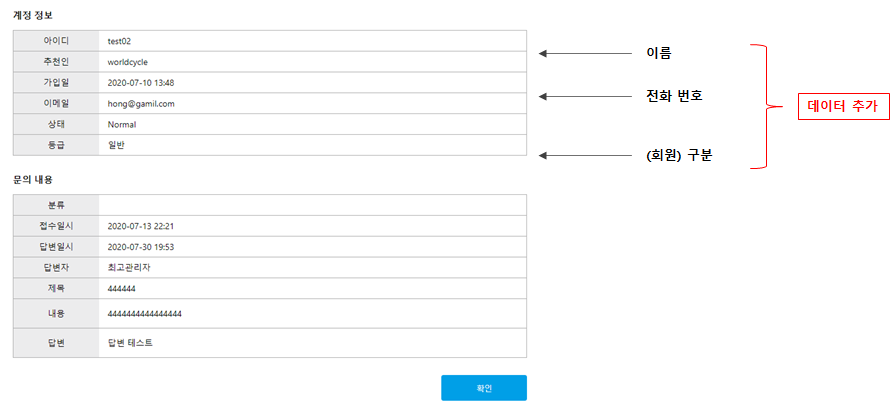 계정 정보
아이디 test02
추천인 worldcycle
가입일 2020-07-10 13:48
이메일 hong@gamil.com
상태 Normal
등급 일반
이름
전화 번호
(회원) 구분
데이터 추가
문의 내용
분류
접수일시 2020-07-13 22:21
답변일시 2020-07-30 19:53
답변자 최고관리자
제목 444444
내용 4444444444444444
답변 답변 테스트
확인